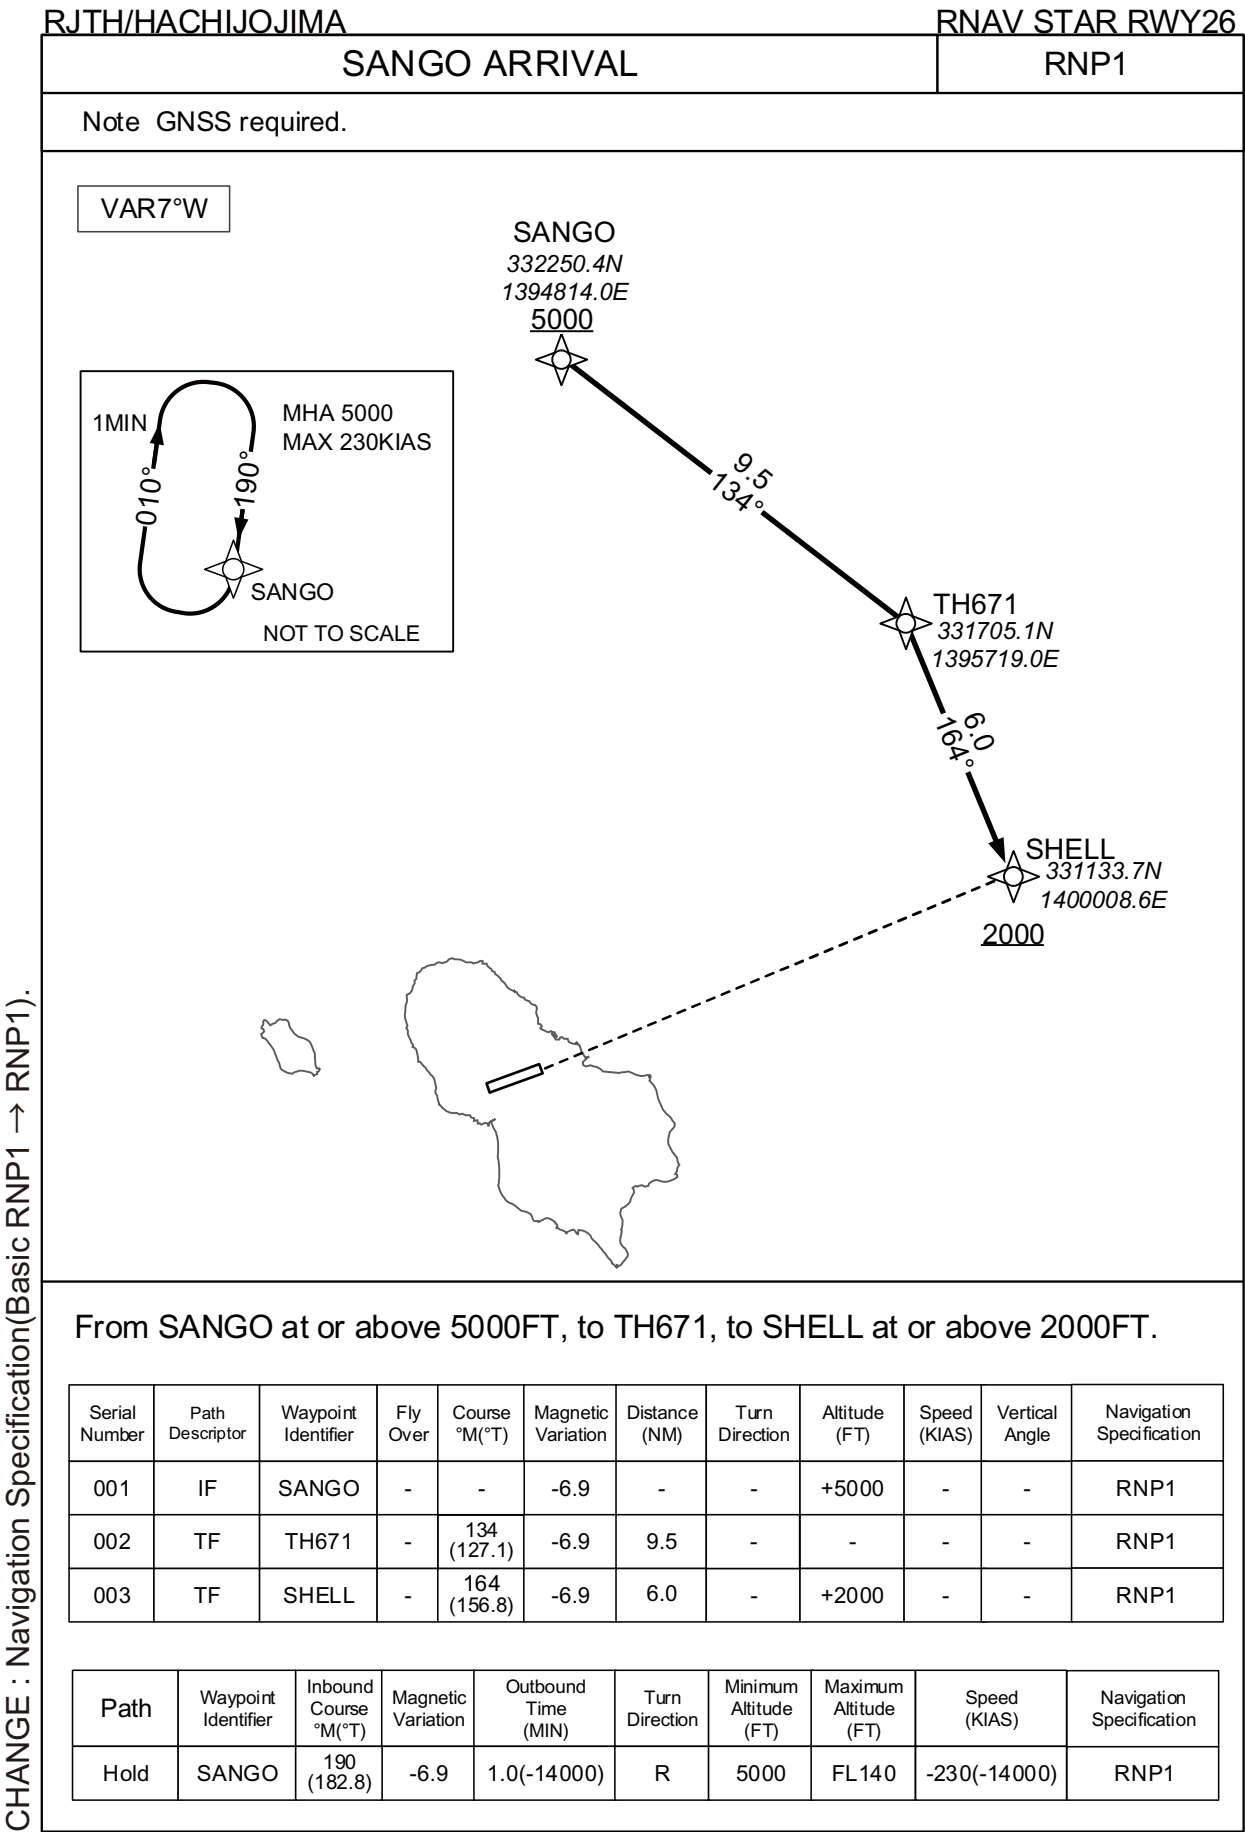 RJTH/HACHIJOJIMA
RNAV STAR RWY26
SANGO ARRIVAL
RNP1
Note GNSS required.
VAR7°W
SANGO
332250.4N
1394814.0E
5000
1MIN
MHA 5000
MAX 230KIAS
010°
190°
SANGO
NOT TO SCALE
9.5
134°
TH671
331705.1N
1395719.0E
6.0
164°
SHELL
331133.7N
1400008.6E
2000
From SANGO at or above 5000FT, to TH671, to SHELL at or above 2000FT.
Serial Path Waypoint Fly Course Magnetic Distance Turn Altitude Speed Vertical Navigation
Number Descriptor Identifier Over °M(°T) Variation (NM) Direction (FT) (KIAS) Angle Specification
001 IF SANGO - - -6.9 - - +5000 - - RNP1
002 TF TH671 - 134 (127.1) -6.9 9.5 - - - - RNP1
003 TF SHELL - 164 (156.8) -6.9 6.0 - +2000 - - RNP1
Path Waypoint Identifier Inbound Course °M(°T) Magnetic Variation Outbound Time (MIN) Turn Direction Minimum Altitude (FT) Maximum Altitude (FT) Speed (KIAS) Navigation Specification
Hold SANGO 190 (182.8) -6.9 1.0(-14000) R 5000 FL140 -230(-14000) RNP1
CHANGE : Navigation Specification(Basic RNP1 → RNP1).